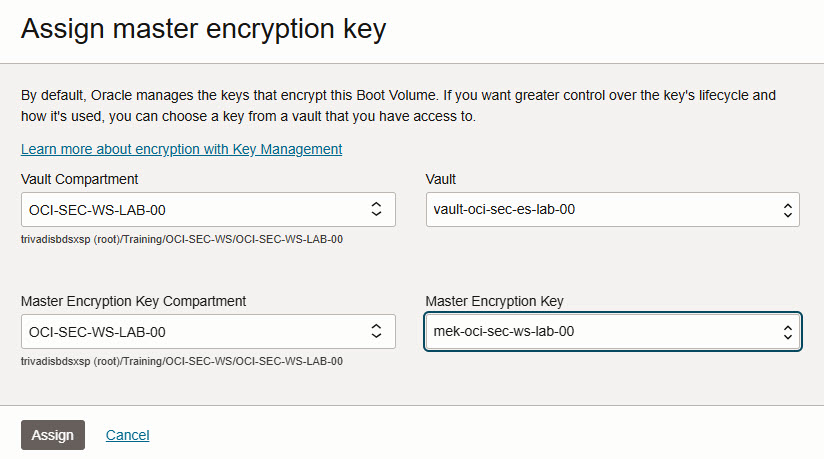 Assign master encryption key
By default, Oracle manages the keys that encrypt this Boot Volume. If you want greater control over the key's lifecycle and
how it's used, you can choose a key from a vault that you have access to.
Learn more about encryption with Key Management
Vault Compartment
OCI-SEC-WS-LAB-00
trivadisbdsxsp (root)/Training/OCI-SEC-WS/OCI-SEC-WS-LAB-00
Vault
vault-oci-sec-es-lab-00
Master Encryption Key Compartment
OCI-SEC-WS-LAB-00
trivadisbdsxsp (root)/Training/OCI-SEC-WS/OCI-SEC-WS-LAB-00
Master Encryption Key
mek-oci-sec-ws-lab-00
Assign
Cancel